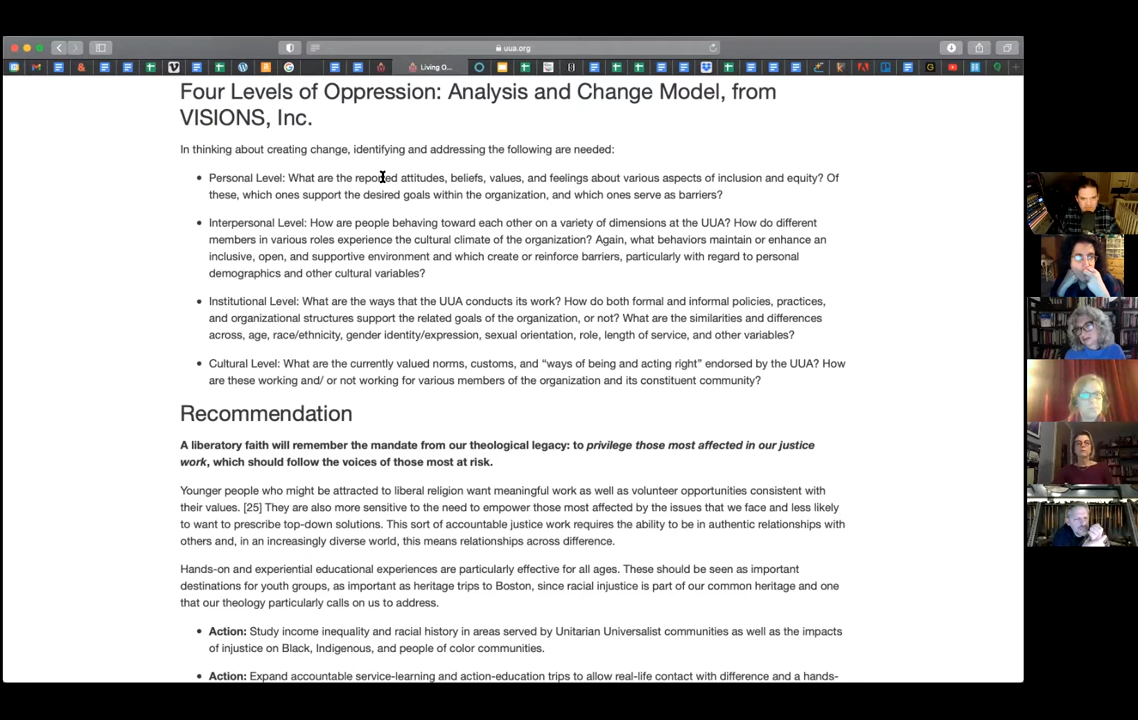 uua.org
Living O...
Four Levels of Oppression: Analysis and Change Model, from
VISIONS, Inc.
In thinking about creating change, identifying and addressing the following are needed:
• Personal Level: What are the reported attitudes, beliefs, values, and feelings about various aspects of inclusion and equity? Of
these, which ones support the desired goals within the organization, and which ones serve as barriers?
• Interpersonal Level: How are people behaving toward each other on a variety of dimensions at the UUA? How do different
members in various roles experience the cultural climate of the organization? Again, what behaviors maintain or enhance an
inclusive, open, and supportive environment and which create or reinforce barriers, particularly with regard to personal
demographics and other cultural variables?
• Institutional Level: What are the ways that the UUA conducts its work? How do both formal and informal policies, practices,
and organizational structures support the related goals of the organization, or not? What are the similarities and differences
across, age, race/ethnicity, gender identity/expression, sexual orientation, role, length of service, and other variables?
• Cultural Level: What are the currently valued norms, customs, and “ways of being and acting right” endorsed by the UUA? How
are these working and/ or not working for various members of the organization and its constituent community?
Recommendation
A liberatory faith will remember the mandate from our theological legacy: to privilege those most affected in our justice
work, which should follow the voices of those most at risk.
Younger people who might be attracted to liberal religion want meaningful work as well as volunteer opportunities consistent with
their values. [25] They are also more sensitive to the need to empower those most affected by the issues that we face and less likely
to want to prescribe top-down solutions. This sort of accountable justice work requires the ability to be in authentic relationships with
others and, in an increasingly diverse world, this means relationships across difference.
Hands-on and experiential educational experiences are particularly effective for all ages. These should be seen as important
destinations for youth groups, as important as heritage trips to Boston, since racial injustice is part of our common heritage and one
that our theology particularly calls on us to address.
• Action: Study income inequality and racial history in areas served by Unitarian Universalist communities as well as the impacts
of injustice on Black, Indigenous, and people of color communities.
• Action: Expand accountable service-learning and action-education trips to allow real-life contact with difference and a hands-